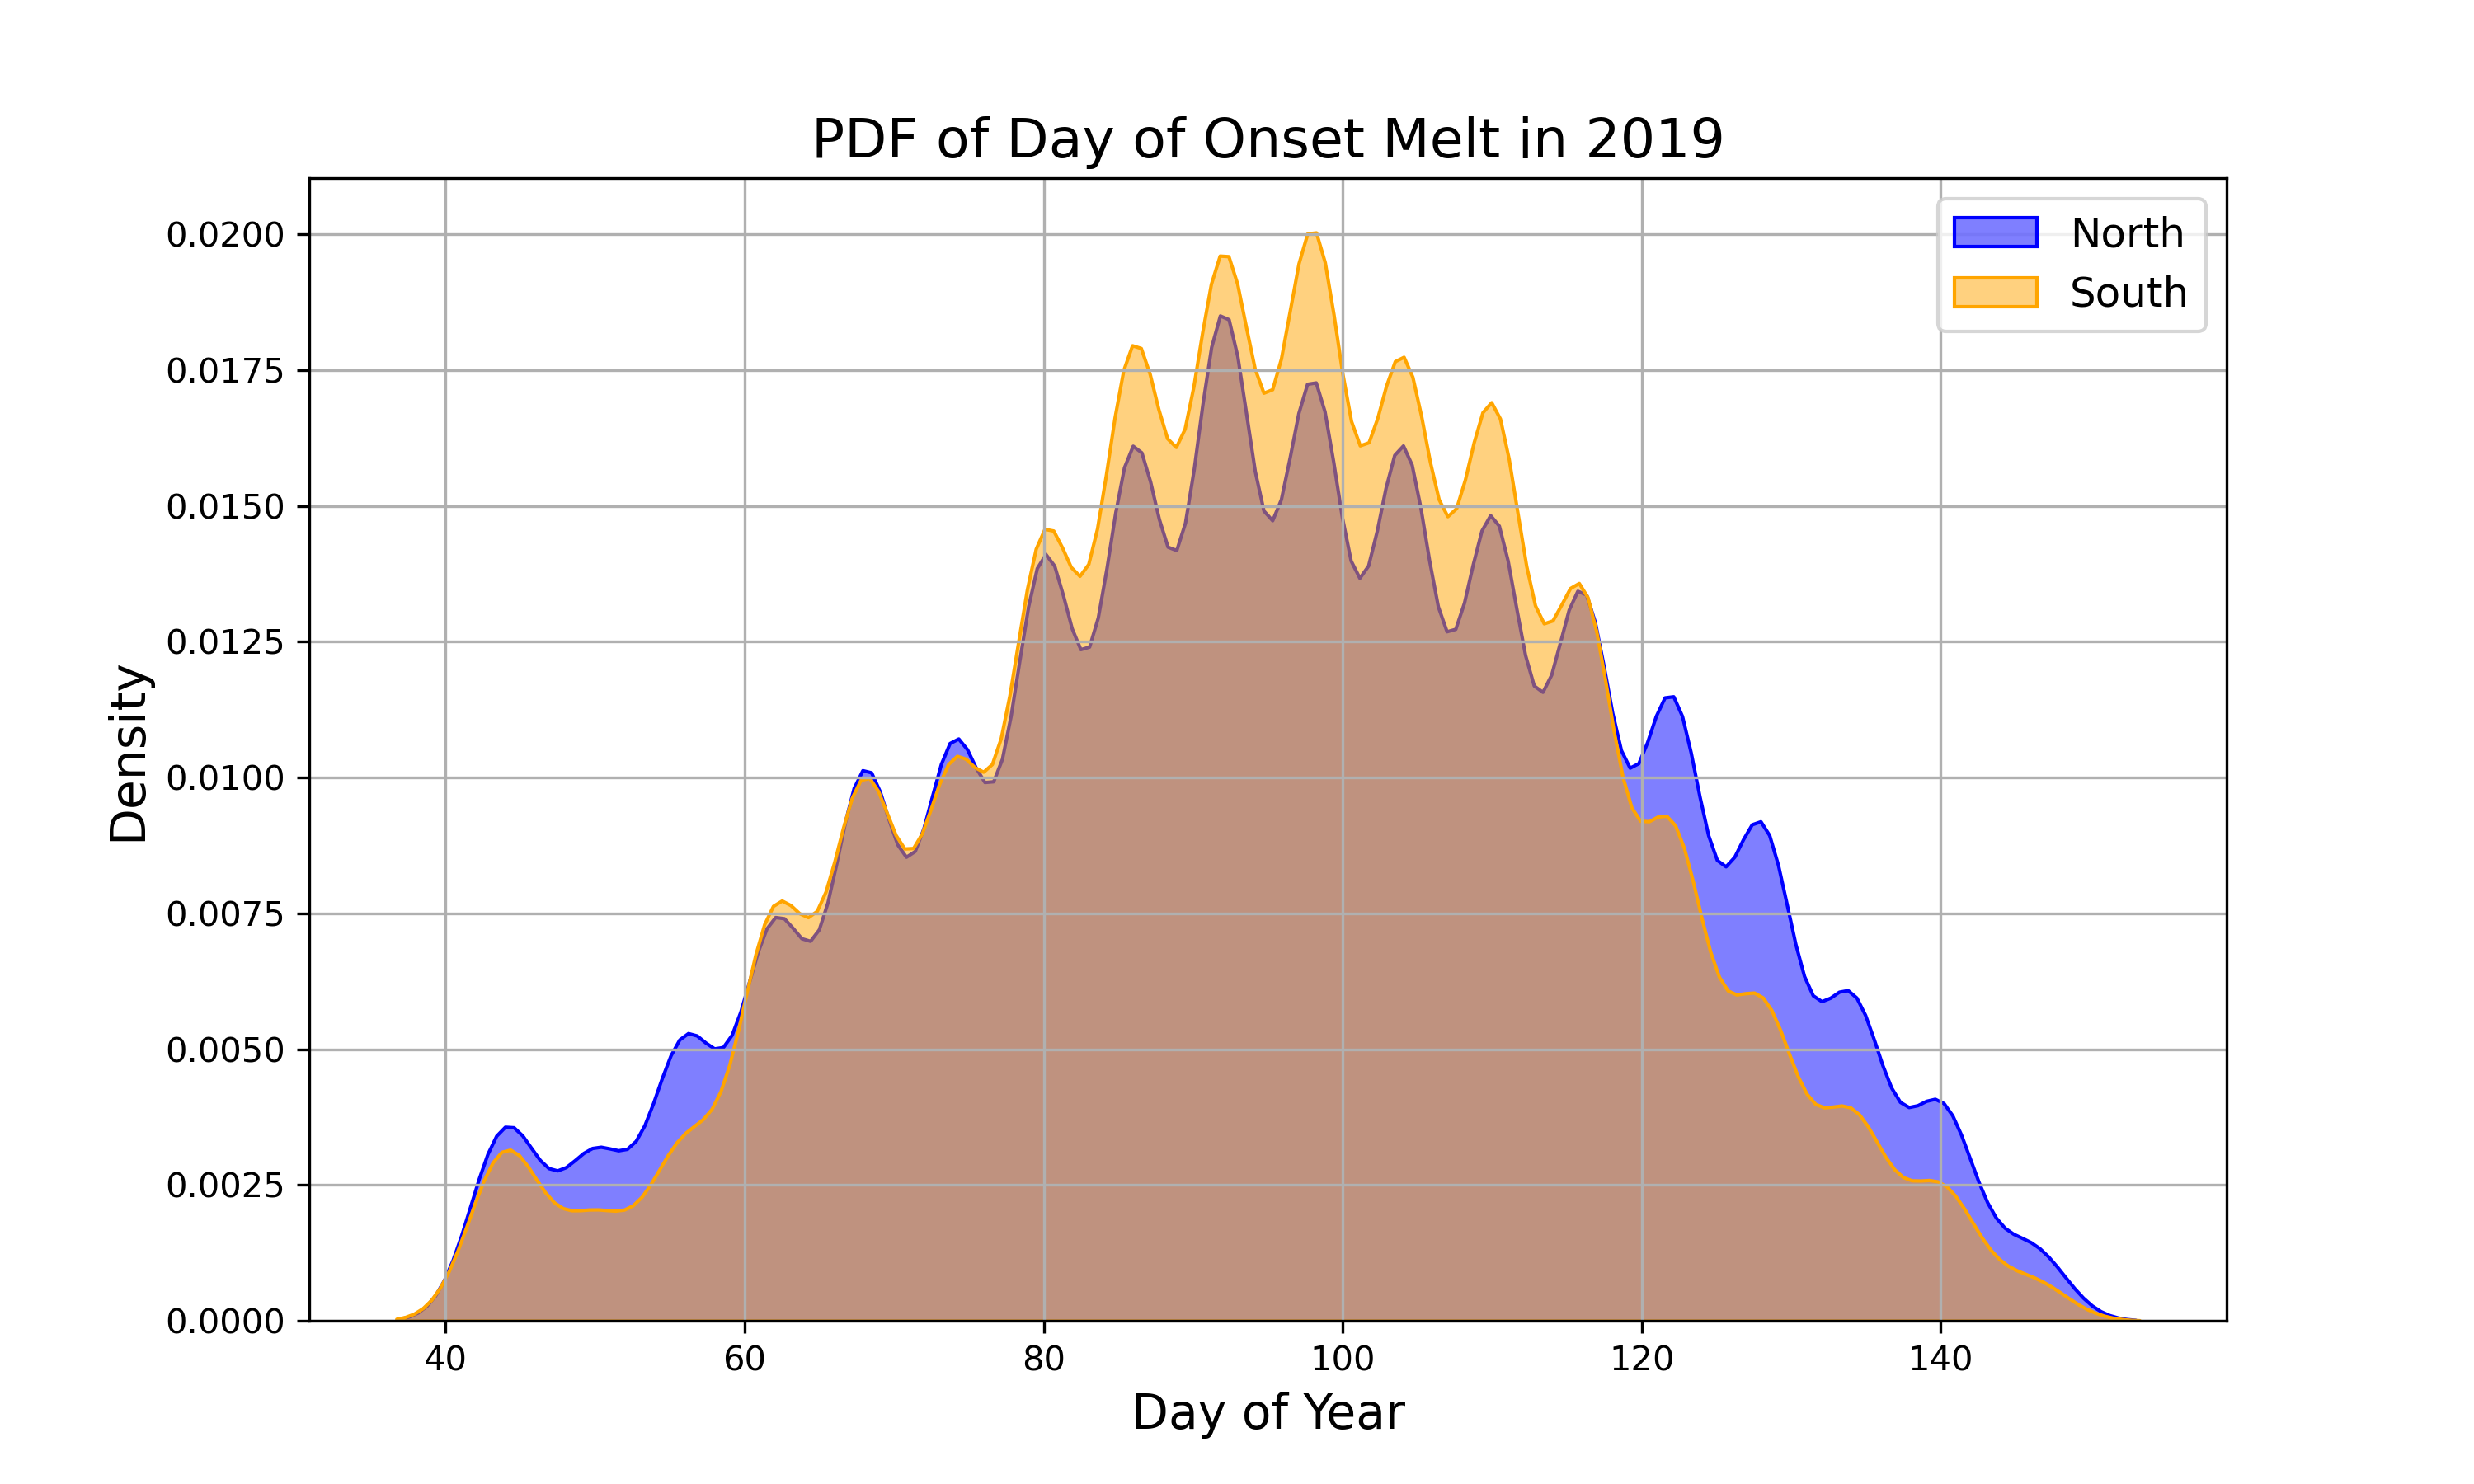 PDF of Day of Onset Melt in 2019
North
South
0.0200
0.0175
0.0150
0.0125
0.0100
0.0075
0.0050
0.0025
0.0000
Density
40 60 80 100 120 140
Day of Year